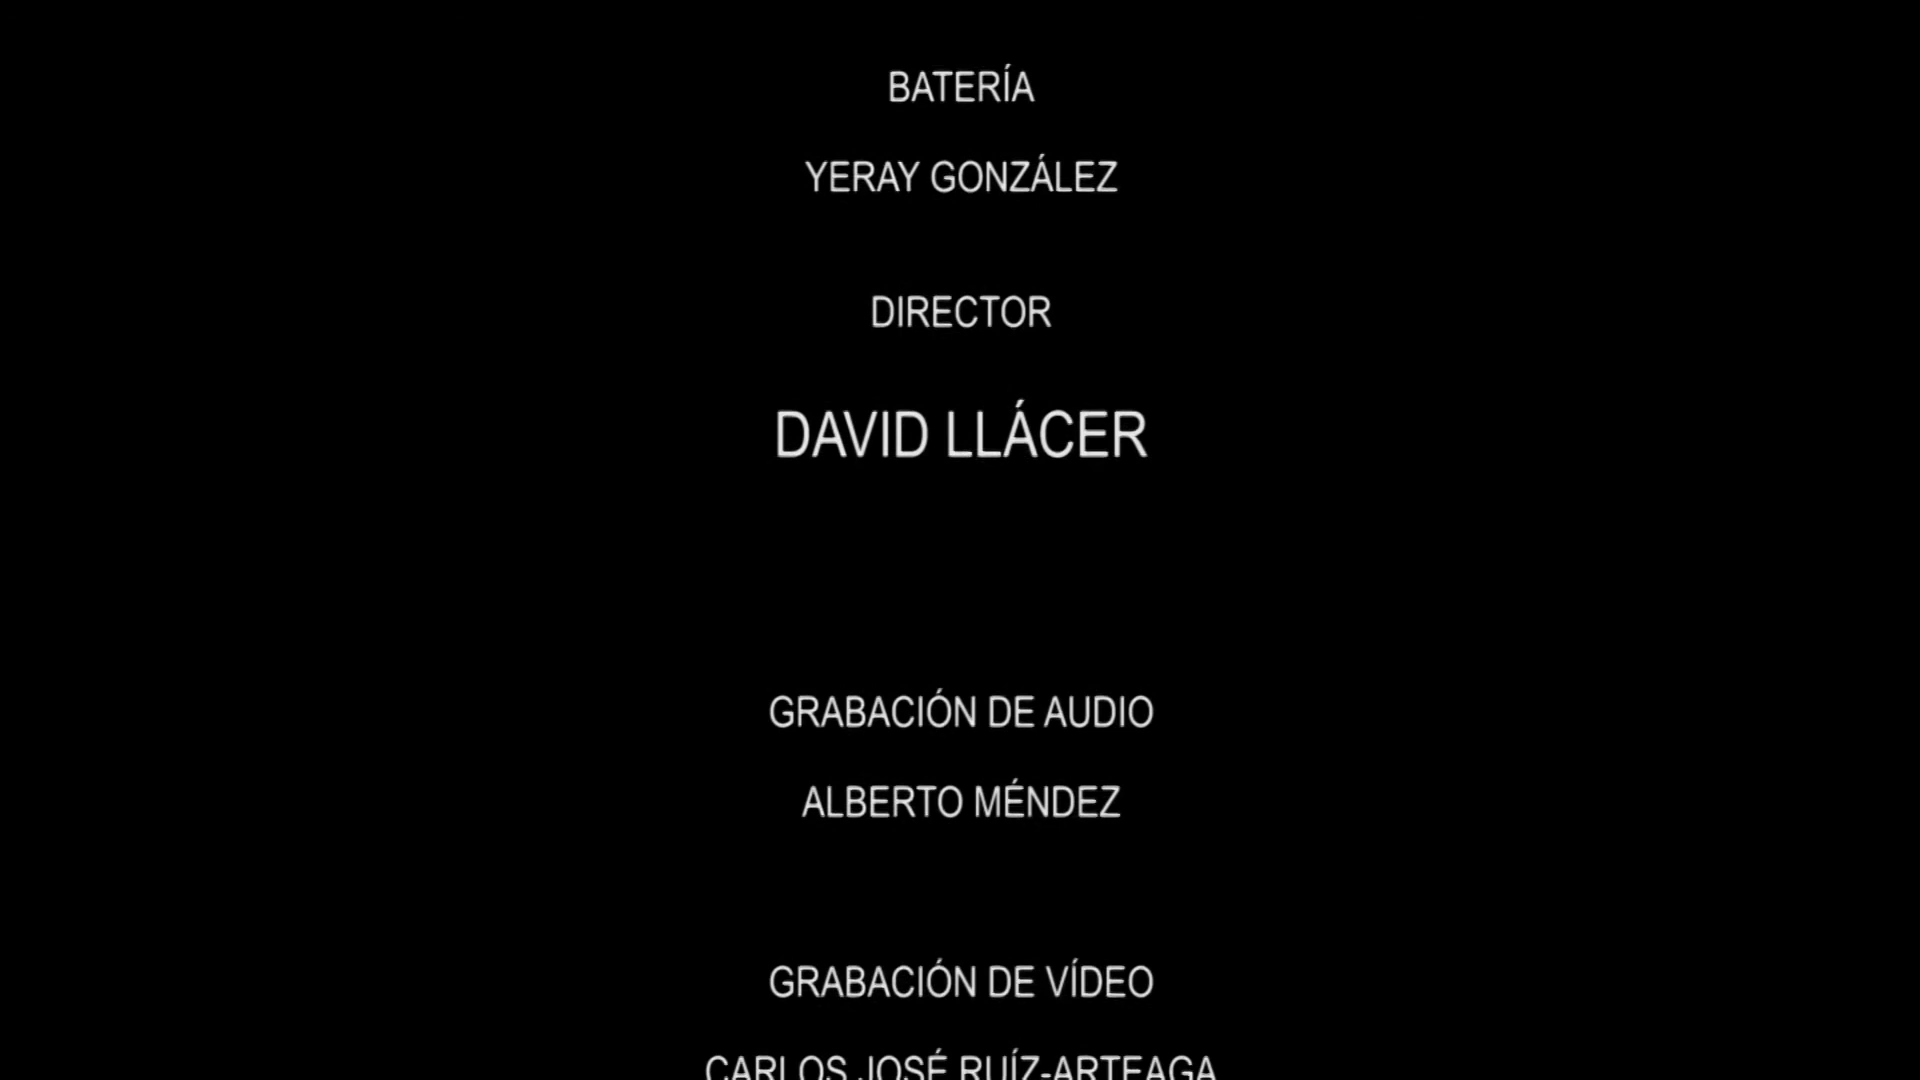 BATERÍA
YERAY GONZÁLEZ
DIRECTOR
DAVID LLÁCER
GRABACIÓN DE AUDIO
ALBERTO MÉNDEZ
GRABACIÓN DE VÍDEO
CARLOS JOSÉ RUÍZ-ARTEAGA